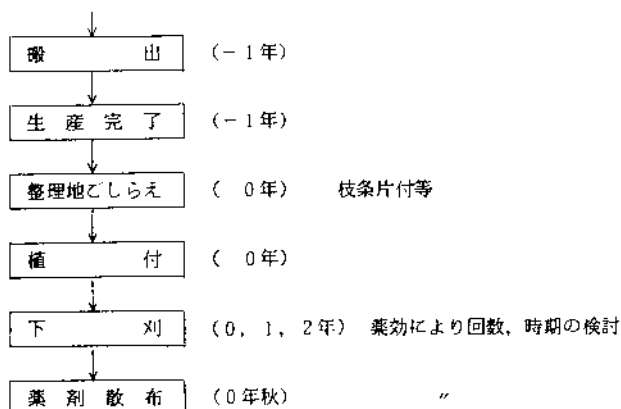 搬出 (-1年)
生産完了 (-1年)
整理地ごしらえ (0年) 枝条片付等
植付 (0年)
下刈 (0, 1, 2年) 薬効により回数、時期の検討
薬剤散布 (0年秋) 〃